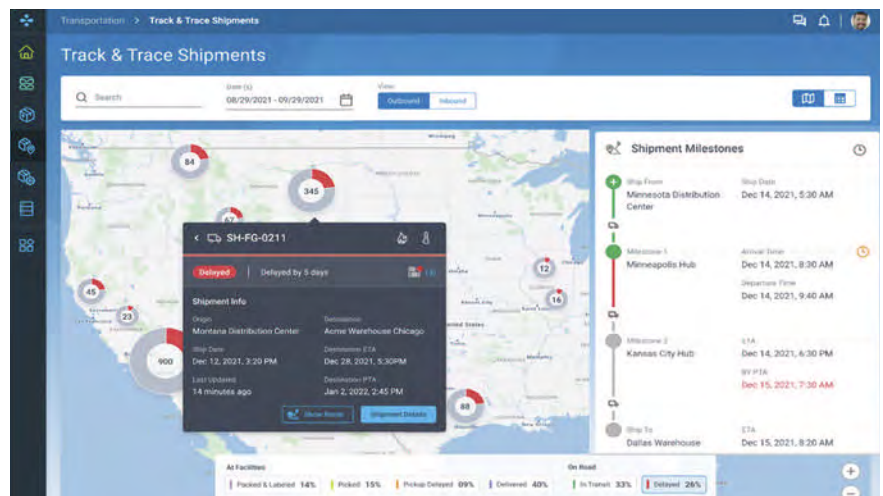 Transportation > Track & Trace Shipments
Track & Trace Shipments
Search
Date (s)
08/29/2021 - 09/29/2021
View:
Outbound Inbound
Winnipeg
84
345
67
45
23
900
12
16
88
SH-FG-0211
Delayed Delayed by 5 days
Shipment Info
Origin Destination
Montana Distribution Center Acme Warehouse Chicago
Ship Date Destination ETA
Dec 12, 2021, 3:20 PM Dec 28, 2021, 5:30PM
Last Updated Destination PTA
14 minutes ago Jan 2, 2022, 2:45 PM
Show Route Shipment Details
Shipment Milestones
Ship From Ship Date
Minnesota Distribution Center Dec 14, 2021, 5:30 AM
Milestone 1 Arrival Time
Minneapolis Hub Dec 14, 2021, 8:30 AM
Departure Time
Dec 14, 2021, 9:40 AM
Milestone 2 ETA
Kansas City Hub Dec 14, 2021, 6:30 PM
BY PTA
Dec 15, 2021, 7:30 AM
Ship To ETA
Dallas Warehouse Dec 15, 2021, 8:20 AM
At Facilities On Road
Packed & Labeled 14% Picked 15% Pickup Delayed 09% Delivered 40% In Transit 33% Delayed 26%